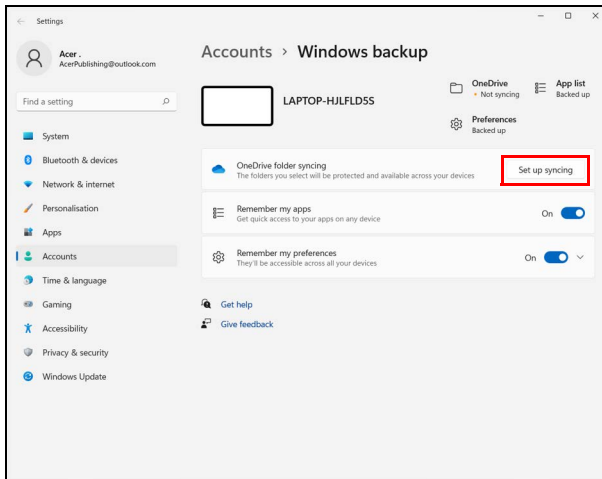 Settings
Acer .
AcerPublishing@outlook.com
Find a setting
System
Bluetooth & devices
Network & internet
Personalisation
Apps
Accounts
Time & language
Gaming
Accessibility
Privacy & security
Windows Update
Accounts > Windows backup
LAPTOP-HJLFLD5S
OneDrive
• Not syncing
App list
Backed up
Preferences
Backed up
OneDrive folder syncing
The folders you select will be protected and available across your devices
Set up syncing
Remember my apps
Get quick access to your apps on any device
On
Remember my preferences
They'll be accessible across all your devices
On
Get help
Give feedback